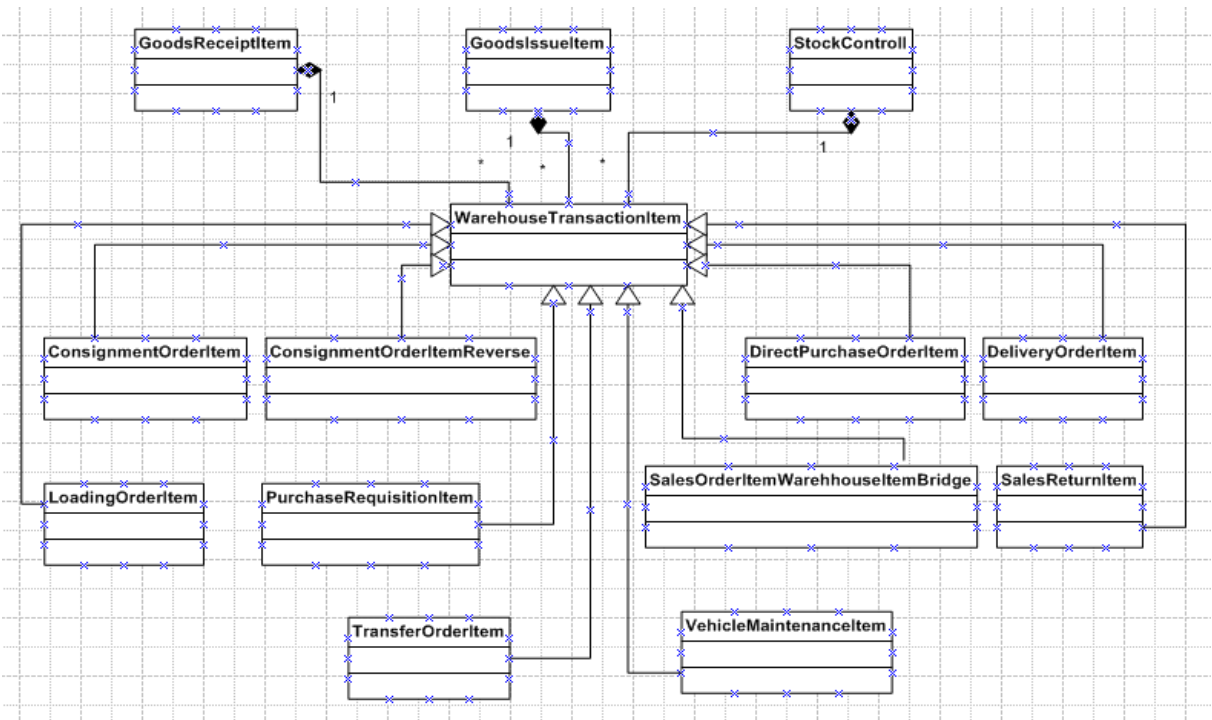 GoodsReceiptItem
GoodsIssueItem
StockControll
1
1
1
*
*
*
WarehouseTransactionItem
ConsignmentOrderItem
ConsignmentOrderItemReverse
DirectPurchaseOrderItem
DeliveryOrderItem
LoadingOrderItem
PurchaseRequisitionItem
SalesOrderItemWarehhouseItemBridge
SalesReturnItem
TransferOrderItem
VehicleMaintenanceItem